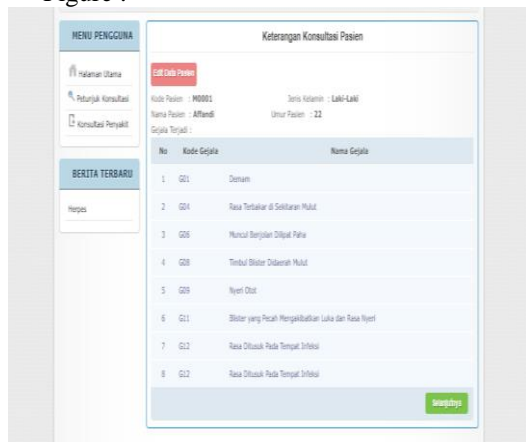 Figure .
MENU PENGGUNA
Halaman Utama
Petunjuk Konsultasi
Konsultasi Penyakit
BERITA TERBARU
Herpes
Keterangan Konsultasi Pasien
Edit Data Pasien
Kode Pasien : M0001 Jenis Kelamin : Laki-Laki
Nama Pasien : Affandi Umur Pasien : 22
Gejala Terjadi :
No Kode Gejala Nama Gejala
1 G01 Demam
2 G04 Rasa Terbakar di Sekitaran Mulut
3 G06 Muncul Benjolan Dilipat Paha
4 G08 Timbul Blister Didaerah Mulut
5 G09 Nyeri Otot
6 G11 Blister yang Pecah Mengakibatkan Luka dan Rasa Nyeri
7 G12 Rasa Ditusuk Pada Tempat Infeksi
8 G12 Rasa Ditusuk Pada Tempat Infeksi
Selanjutnya